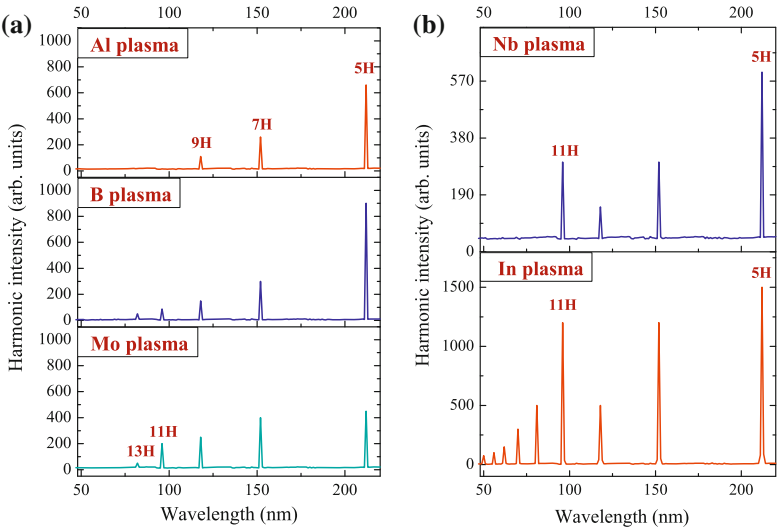 (a)
50 100 150 200
Al plasma
1000
800
600
400
200
0
5H
7H
9H
B plasma
1000
800
600
400
200
0
Mo plasma
1000
800
600
400
200
0
11H
13H
50 100 150 200
Wavelength (nm)
Harmonic intensity (arb. units)
(b)
50 100 150 200
Nb plasma
570
380
190
0
5H
11H
In plasma
1500
1000
500
0
5H
11H
50 100 150 200
Wavelength (nm)
Harmonic intensity (arb. units)